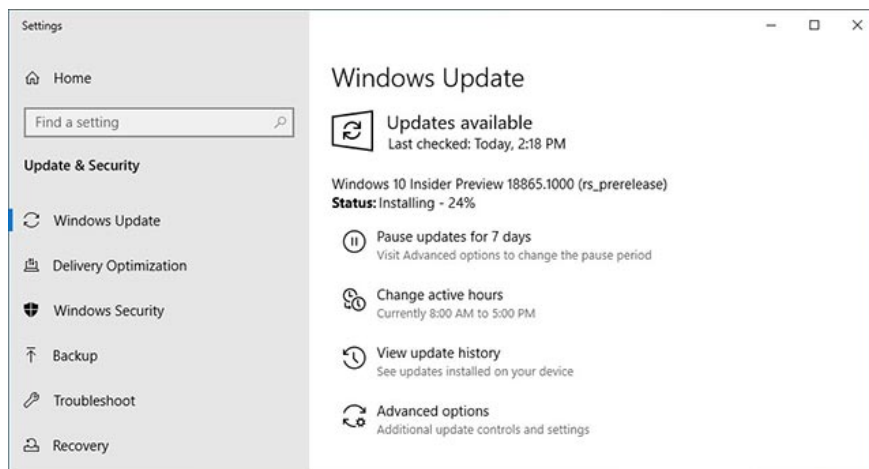 Settings
Home
Find a setting
Update & Security
Windows Update
Delivery Optimization
Windows Security
Backup
Troubleshoot
Recovery
Windows Update
Updates available
Last checked: Today, 2:18 PM
Windows 10 Insider Preview 18865.1000 (rs_prerelease)
Status: Installing - 24%
Pause updates for 7 days
Visit Advanced options to change the pause period
Change active hours
Currently 8:00 AM to 5:00 PM
View update history
See updates installed on your device
Advanced options
Additional update controls and settings